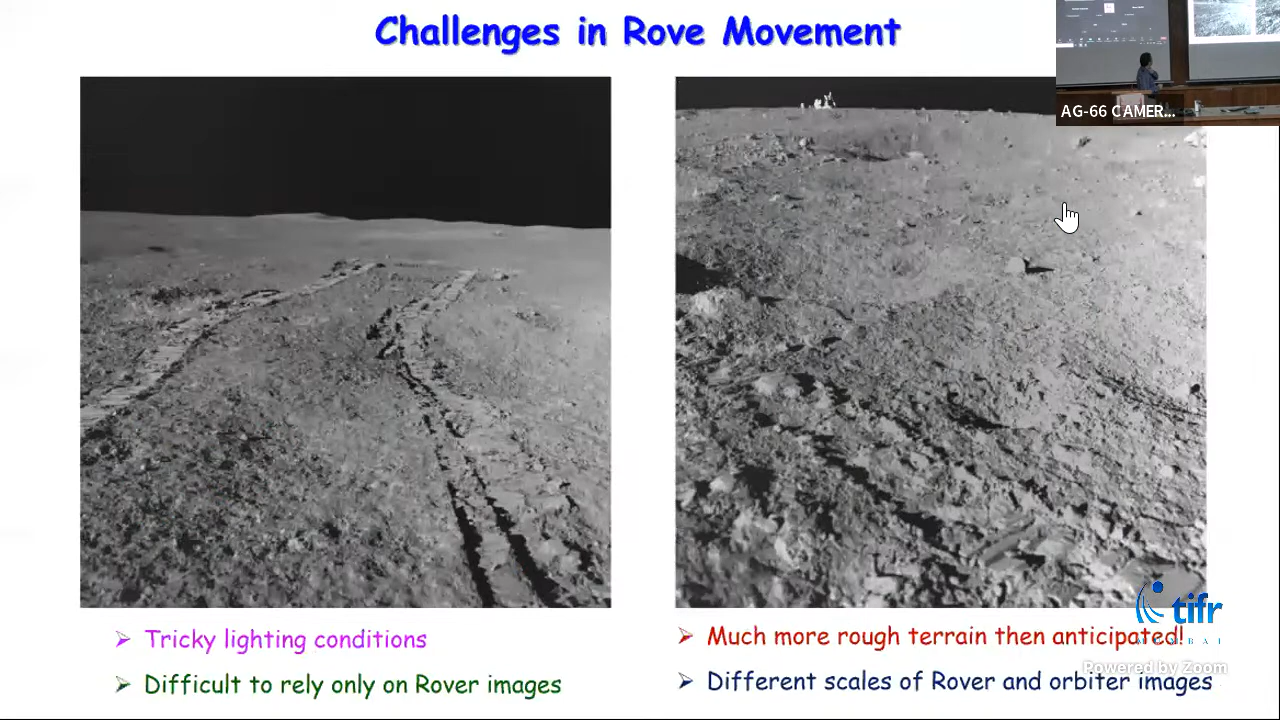 Challenges in Rove Movement
AG-66 CAMER...
➢ Tricky lighting conditions
➢ Difficult to rely only on Rover images
➢ Much more rough terrain then anticipated!
➢ Different scales of Rover and orbiter images
tifr
MUMBAI
Powered by Zoom